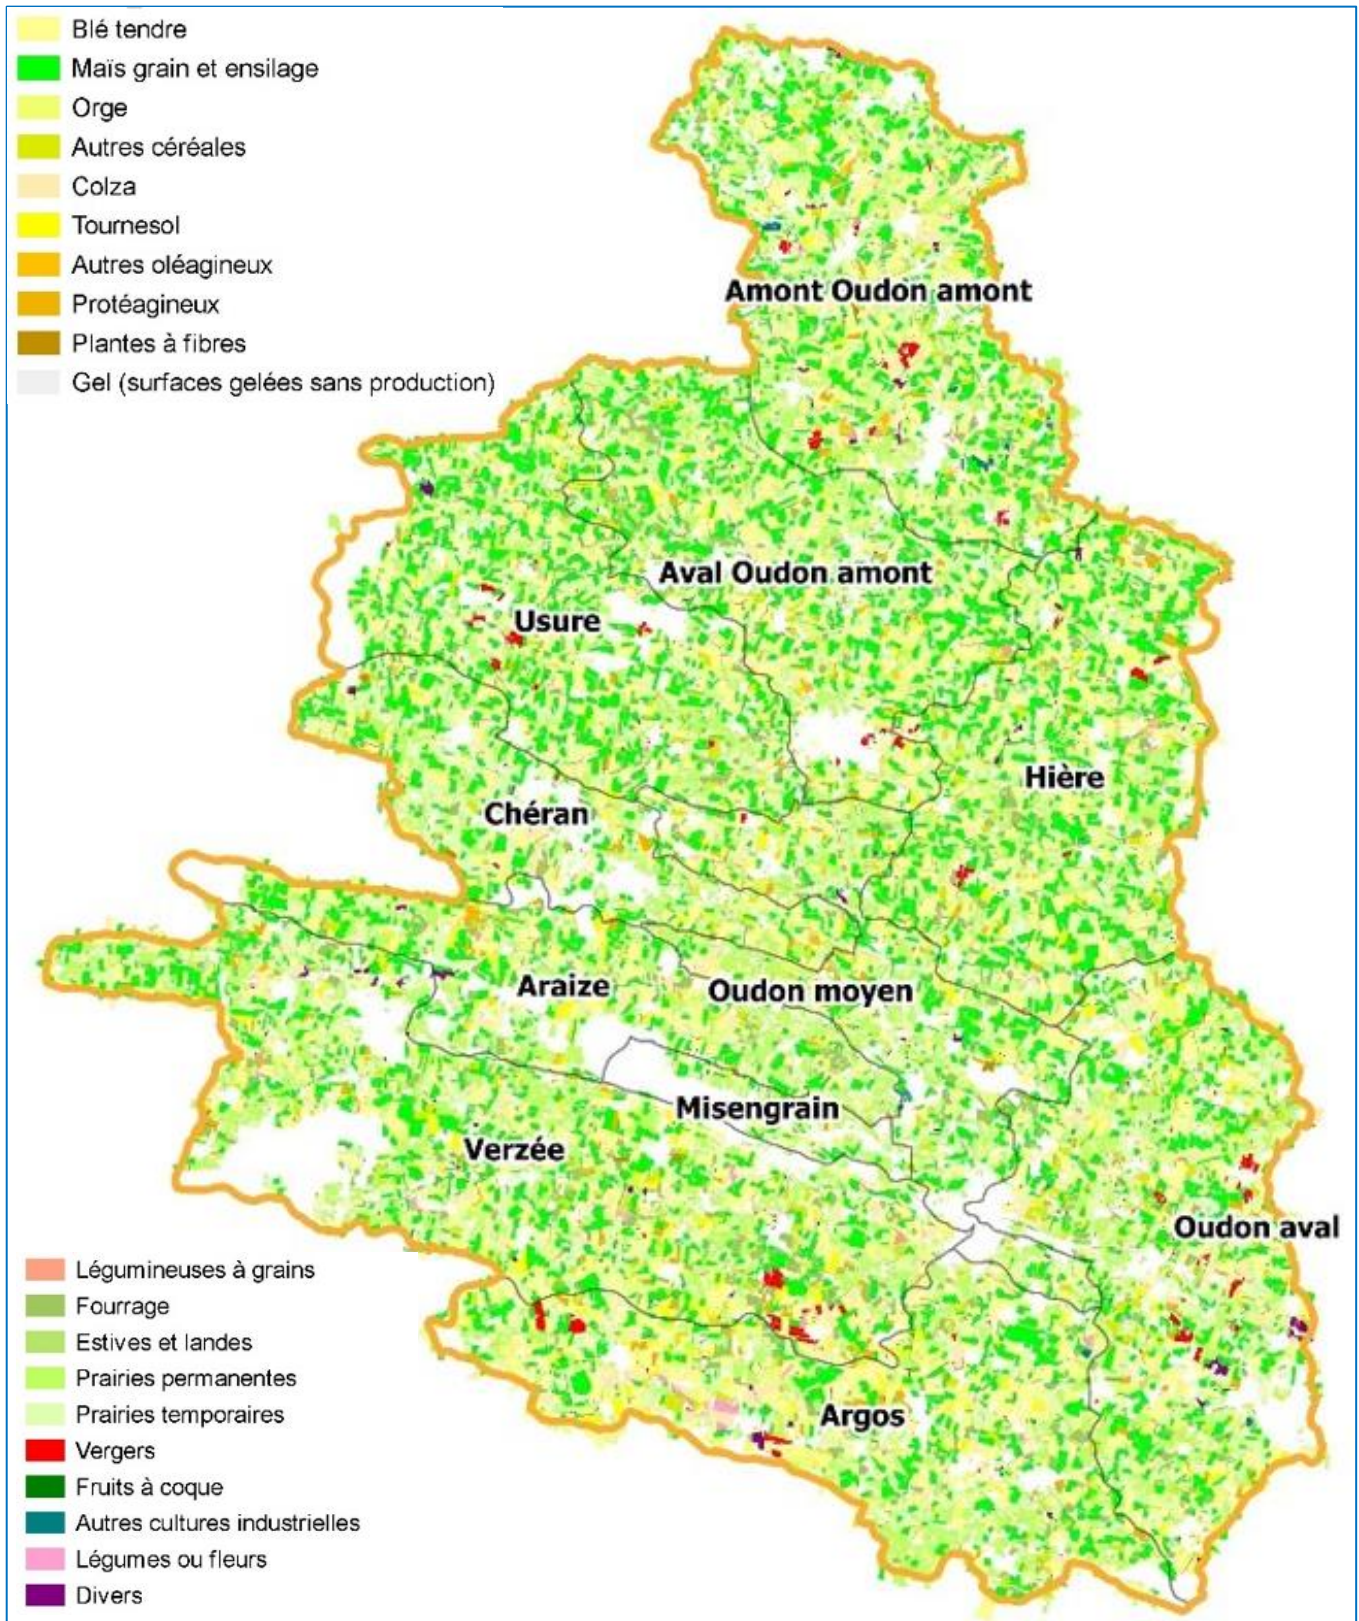 Blé tendre
Maïs grain et ensilage
Orge
Autres céréales
Colza
Tournesol
Autres oléagineux
Protéagineux
Plantes à fibres
Gel (surfaces gelées sans production)
Amont Oudon amont
Aval Oudon amont
Usure
Hière
Chéran
Araize
Oudon moyen
Misengrain
Verzée
Oudon aval
Argos
Légumineuses à grains
Fourrage
Estives et landes
Prairies permanentes
Prairies temporaires
Vergers
Fruits à coque
Autres cultures industrielles
Légumes ou fleurs
Divers